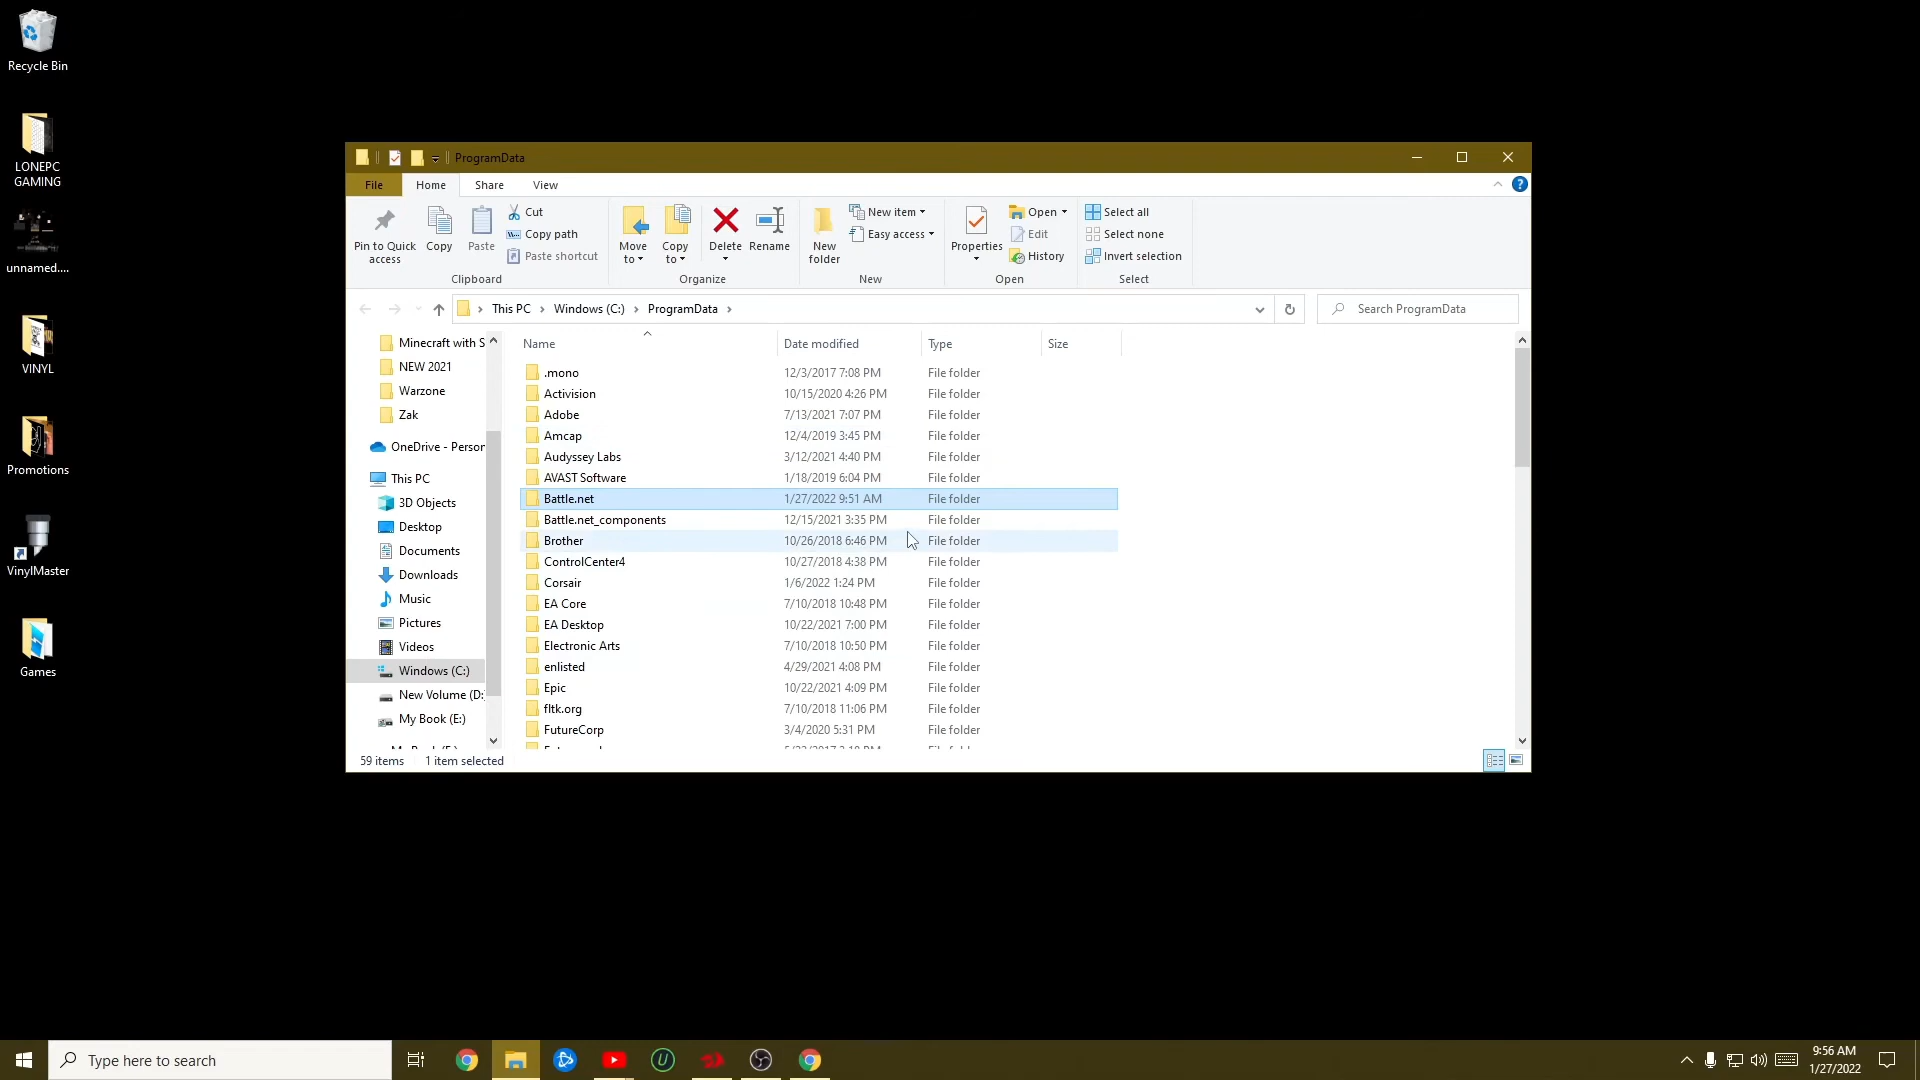 Recycle Bin
LONEPC
GAMING
unnamed....
VINYL
Promotions
VinylMaster
Games
ProgramData
File Home Share View
Pin to Quick
access
Copy
Paste
Cut
Copy path
Paste shortcut
Clipboard
Move
to
Copy
to
Delete
Rename
Organize
New
folder
New item
Easy access
New
Properties
Open
Edit
History
Open
Select all
Select none
Invert selection
Select
This PC > Windows (C:) > ProgramData >
Search ProgramData
Minecraft with S
NEW 2021
Warzone
Zak
OneDrive - Person
This PC
3D Objects
Desktop
Documents
Downloads
Music
Pictures
Videos
Windows (C:)
New Volume (D:
My Book (E:)
Name Date modified Type Size
.mono 12/3/2017 7:08 PM File folder
Activision 10/15/2020 4:26 PM File folder
Adobe 7/13/2021 7:07 PM File folder
Amcap 12/4/2019 3:45 PM File folder
Audyssey Labs 3/12/2021 4:40 PM File folder
AVAST Software 1/18/2019 6:04 PM File folder
Battle.net 1/27/2022 9:51 AM File folder
Battle.net_components 12/15/2021 3:35 PM File folder
Brother 10/26/2018 6:46 PM File folder
ControlCenter4 10/27/2018 4:38 PM File folder
Corsair 1/6/2022 1:24 PM File folder
EA Core 7/10/2018 10:48 PM File folder
EA Desktop 10/22/2021 7:00 PM File folder
Electronic Arts 7/10/2018 10:50 PM File folder
enlisted 4/29/2021 4:08 PM File folder
Epic 10/22/2021 4:09 PM File folder
fltk.org 7/10/2018 11:06 PM File folder
FutureCorp 3/4/2020 5:31 PM File folder
59 items 1 item selected
Type here to search
9:56 AM
1/27/2022